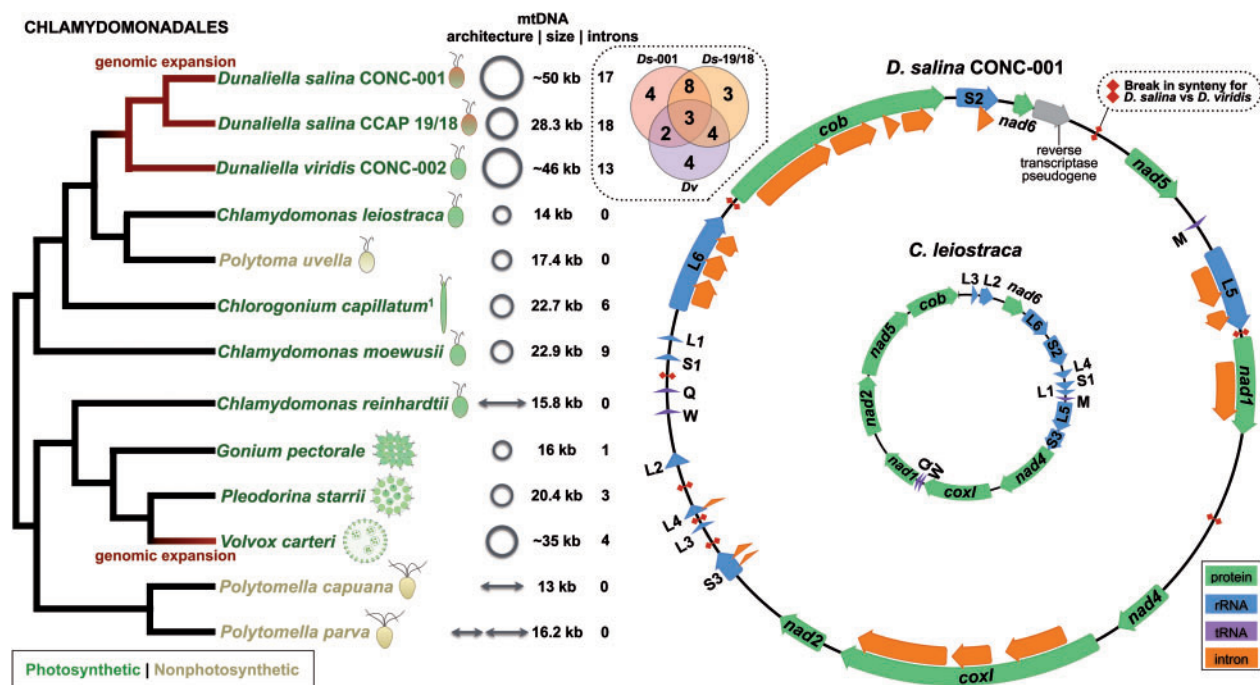 CHLAMYDOMONADALES
mtDNA
architecture | size | introns
genomic expansion
Dunaliella salina CONC-001
~50 kb
17
Dunaliella salina CCAP 19/18
28.3 kb
18
Dunaliella viridis CONC-002
~46 kb
13
Chlamydomonas leiostraca
14 kb
0
Polytoma uvella
17.4 kb
0
Chlorogonium capillatum¹
22.7 kb
6
Chlamydomonas moewusii
22.9 kb
9
Chlamydomonas reinhardtii
15.8 kb
0
Gonium pectorale
16 kb
1
Pleodorina starrii
20.4 kb
3
Volvox carteri
~35 kb
4
genomic expansion
Polytomella capuana
13 kb
0
Polytomella parva
16.2 kb
0
Photosynthetic | Nonphotosynthetic
Ds-001
Ds-19/18
4
8
3
3
2
4
4
Dv
D. salina CONC-001
Break in synteny for
D. salina vs D. viridis
cob
S2
nad6
reverse
transcriptase
pseudogene
nad5
M
L5
nad1
nad4
coxI
nad2
S3
L3
L4
L2
W
Q
S1
L1
L6
C. leiostraca
L3
L2
nad6
L6
S2
L4
S1
L1
M
L5
S3
nad4
coxI
W
Q
nad1
nad2
nad5
cob
protein
rRNA
tRNA
intron